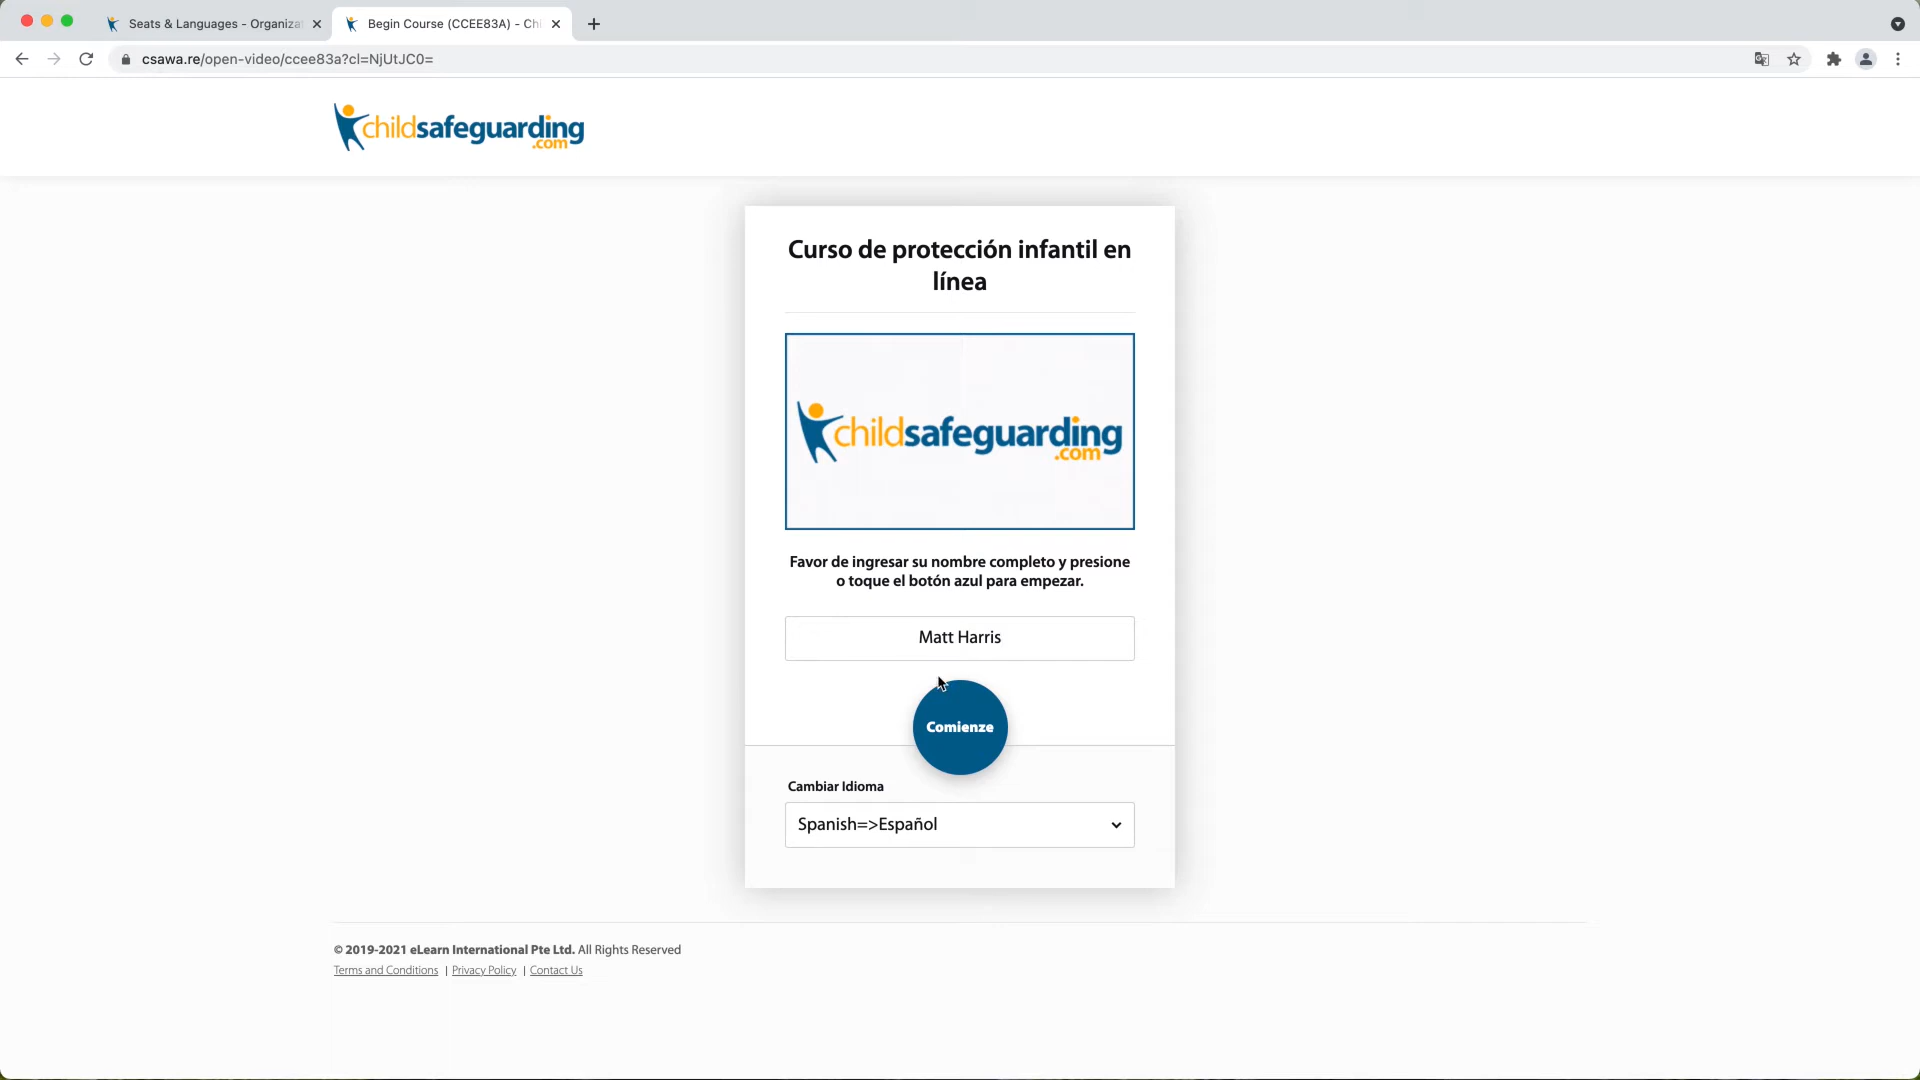 Seats & Languages - Organiza
Begin Course (CCEE83A) - Chi
csawa.re/open-video/ccee83a?cl=NjUtJC0=
childsafeguarding
.com
Curso de protección infantil en
línea
childsafeguarding
.com
Favor de ingresar su nombre completo y presione
o toque el botón azul para empezar.
Matt Harris
Comienze
Cambiar Idioma
Spanish=>Español
© 2019-2021 eLearn International Pte Ltd. All Rights Reserved
Terms and Conditions | Privacy Policy | Contact Us